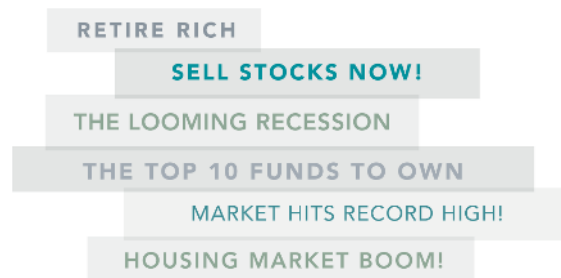 RETIRE RICH
SELL STOCKS NOW!
THE LOOMING RECESSION
THE TOP 10 FUNDS TO OWN
MARKET HITS RECORD HIGH!
HOUSING MARKET BOOM!